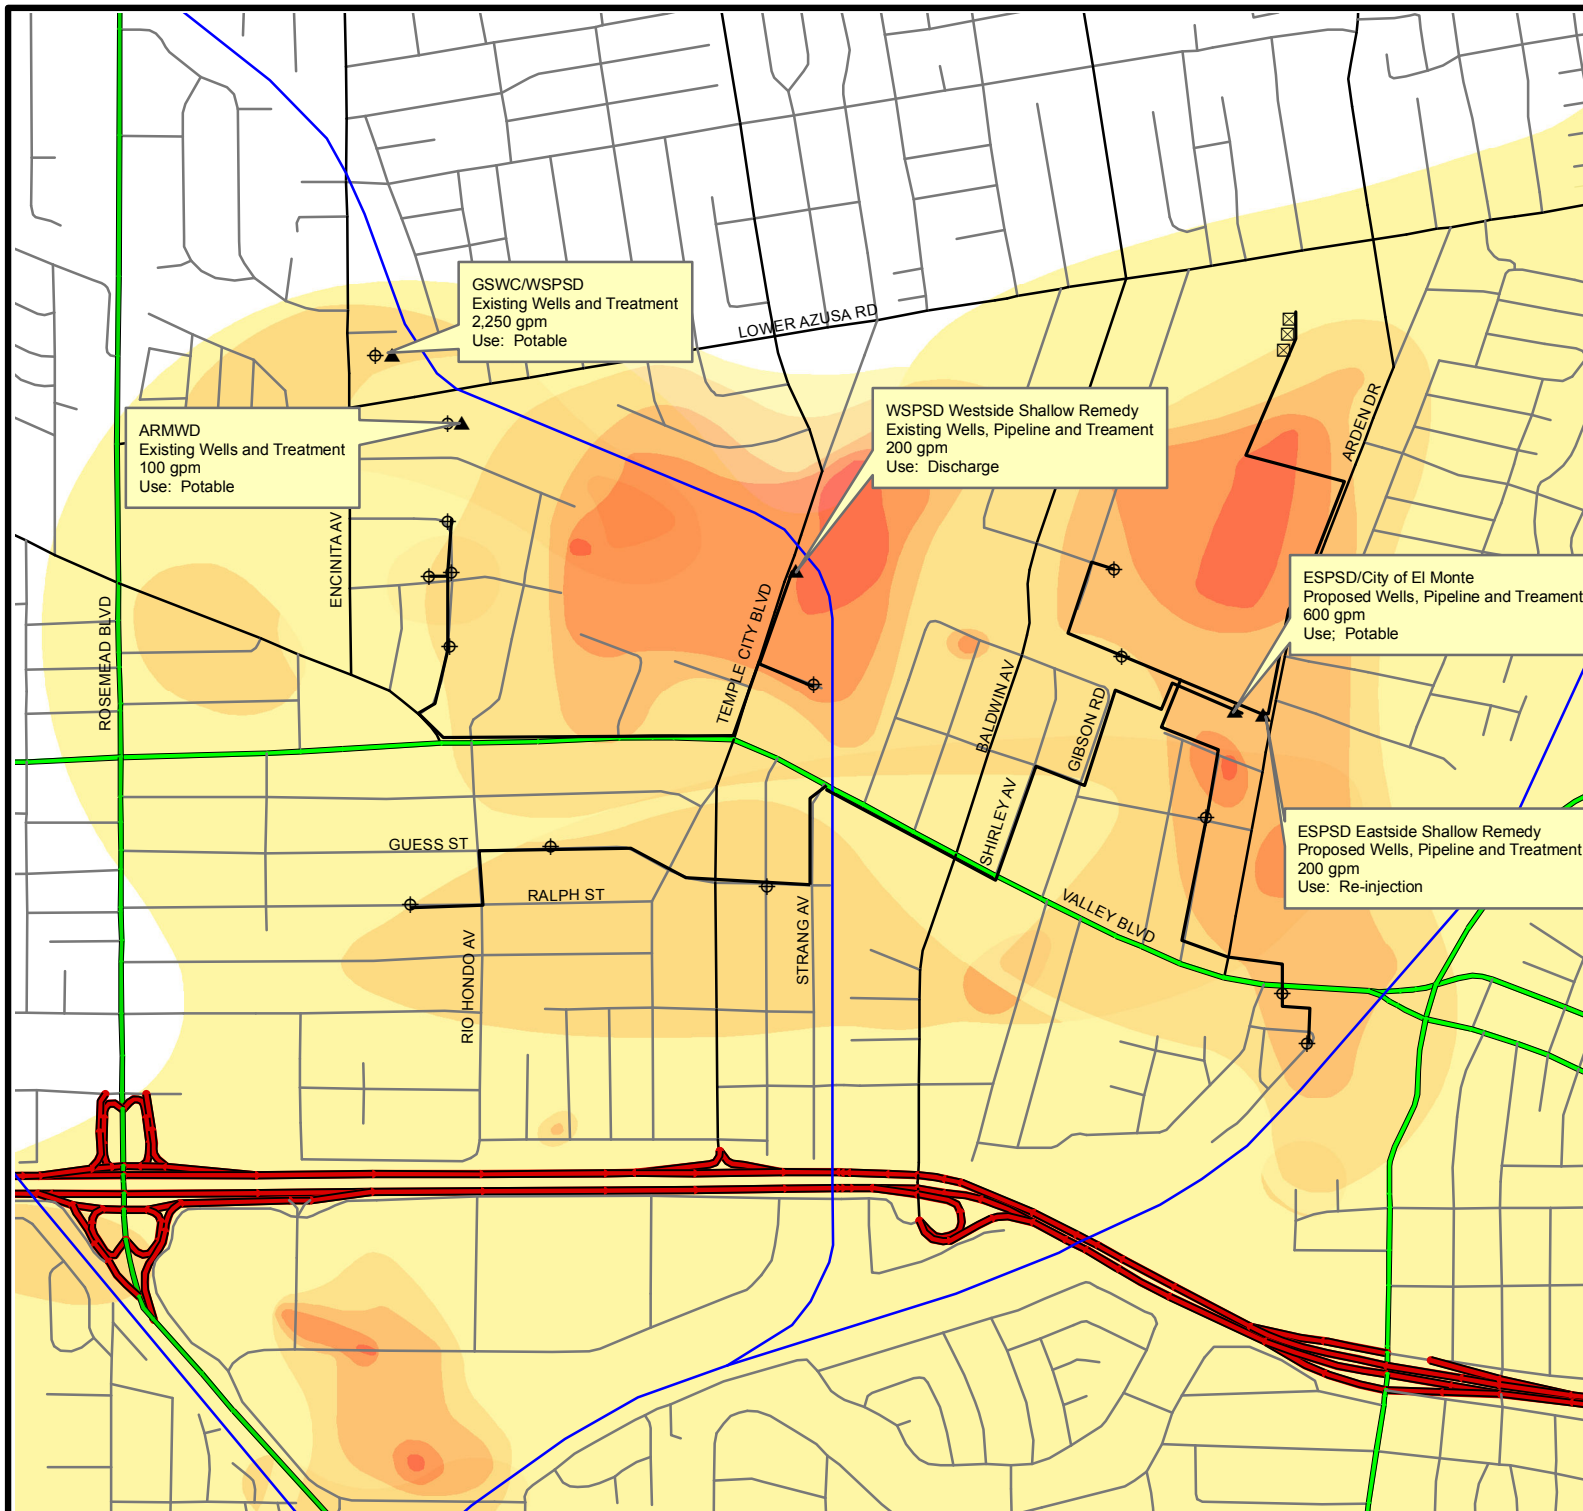 GSWC/WSPSD
Existing Wells and Treatment
2,250 gpm
Use: Potable
LOWER AZUSA RD
ARMWD
Existing Wells and Treatment
100 gpm
Use: Potable
WSPSD Westside Shallow Remedy
Existing Wells, Pipeline and Treament
200 gpm
Use: Discharge
ARDEN DR
ENCINITA AV
ROSEMEAD BLVD
TEMPLE CITY BLVD
ESPSD/City of El Monte
Proposed Wells, Pipeline and Treament
600 gpm
Use; Potable
BALDWIN AV
GIBSON RD
SHIRLEY AV
ESPSD Eastside Shallow Remedy
Proposed Wells, Pipeline and Treatment
200 gpm
Use: Re-injection
GUESS ST
RALPH ST
VALLEY BLVD
STRANG AV
RIO HONDO AV